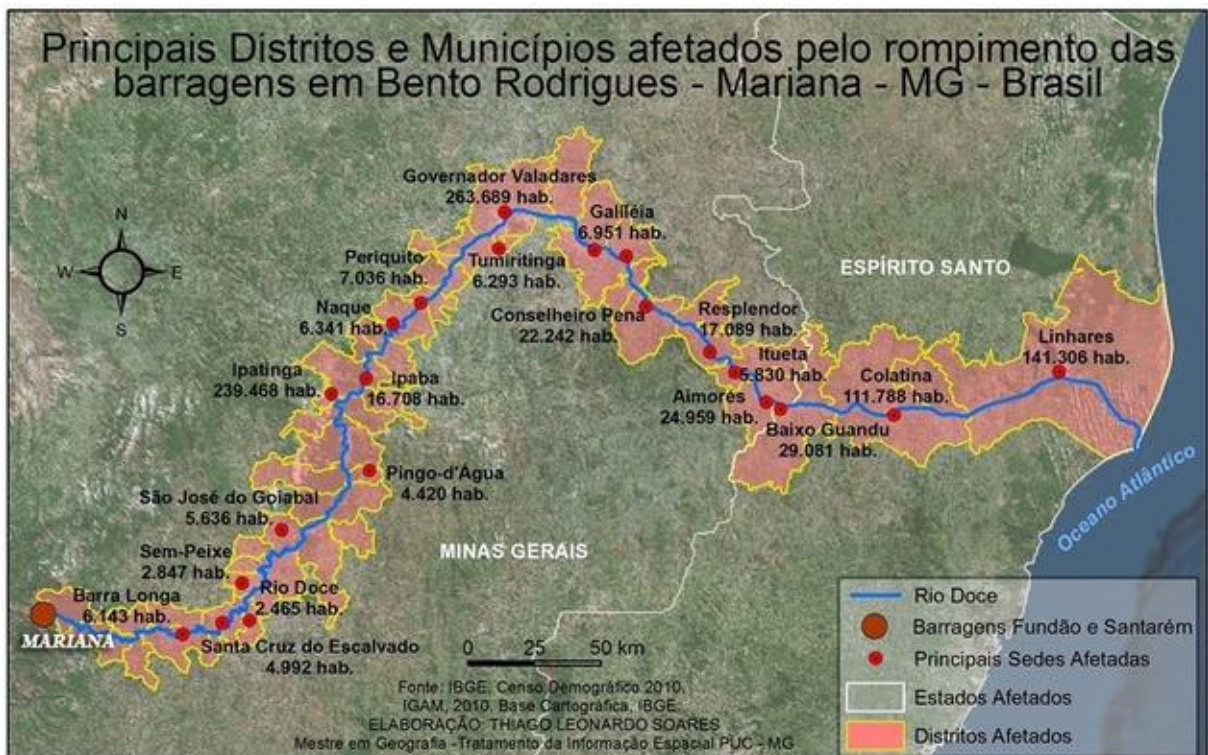 Principais Distritos e Municípios afetados pelo rompimento das
barragens em Bento Rodrigues - Mariana - MG - Brasil
N
W
E
S
Governador Valadares
263.689 hab.
Galiléia
6.951 hab.
Periquito
7.036 hab.
Tumiritinga
6.293 hab.
ESPÍRITO SANTO
Naque
6.341 hab.
Conselheiro Pena
22.242 hab.
Resplendor
17.089 hab.
Linhares
141.306 hab.
Itueta
5.830 hab.
Ipatinga
239.468 hab.
Ipaba
16.708 hab.
Colatina
111.788 hab.
Aimorés
24.959 hab.
Baixo Guandu
29.081 hab.
Pingo-d'Água
4.420 hab.
Oceano Atlântico
São José do Goiabal
5.636 hab.
MINAS GERAIS
Sem-Peixe
2.847 hab.
Rio Doce
2.465 hab.
Barra Longa
6.143 hab.
MARIANA
Santa Cruz do Escalvado
4.992 hab.
0 25 50 km
Fonte: IBGE, Censo Demográfico 2010,
IGAM, 2010. Base Cartográfica, IBGE.
ELABORAÇÃO: THIAGO LEONARDO SOARES
Mestre em Geografia -Tratamento da Informação Espacial PUC - MG
Rio Doce
Barragens Fundão e Santarém
Principais Sedes Afetadas
Estados Afetados
Distritos Afetados